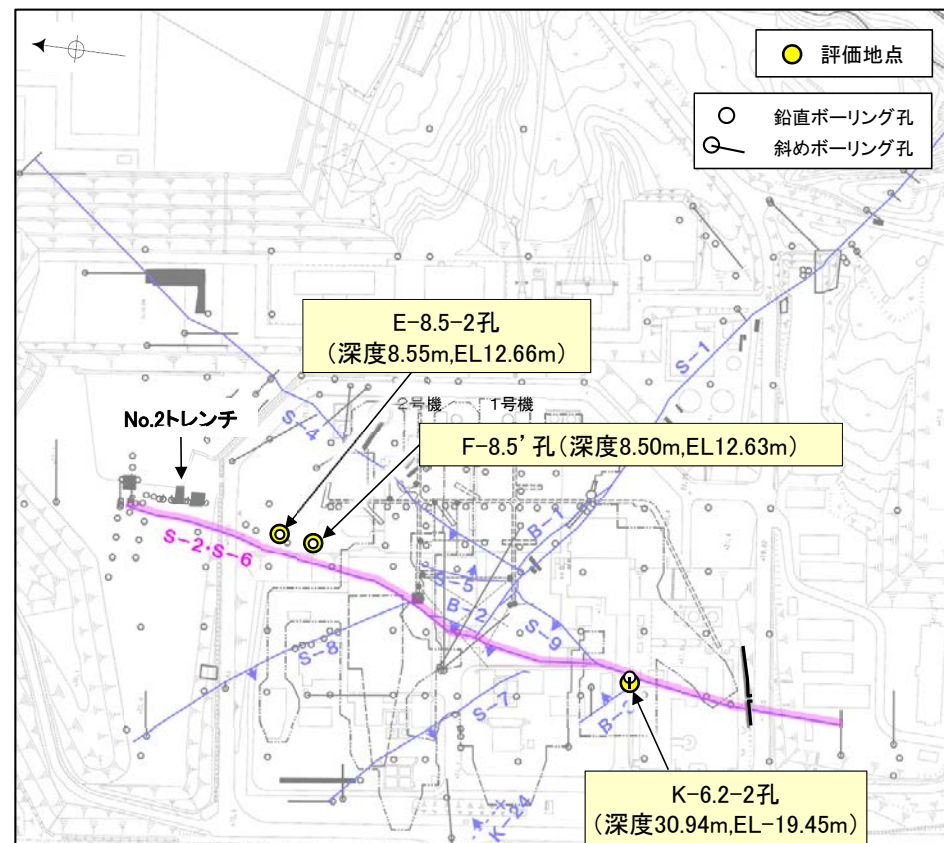 評価地点
鉛直ボーリング孔
斜めボーリング孔
E-8.5-2孔
(深度8.55m,EL12.66m)
S-1
2号機
1号機
S-4
No.2トレンチ
F-8.5’孔(深度8.50m,EL12.63m)
B-1
S-2・S-6
S-5
B-2
S-9
S-8
S-7
K-6.2-2孔
(深度30.94m,EL-19.45m)
K-24